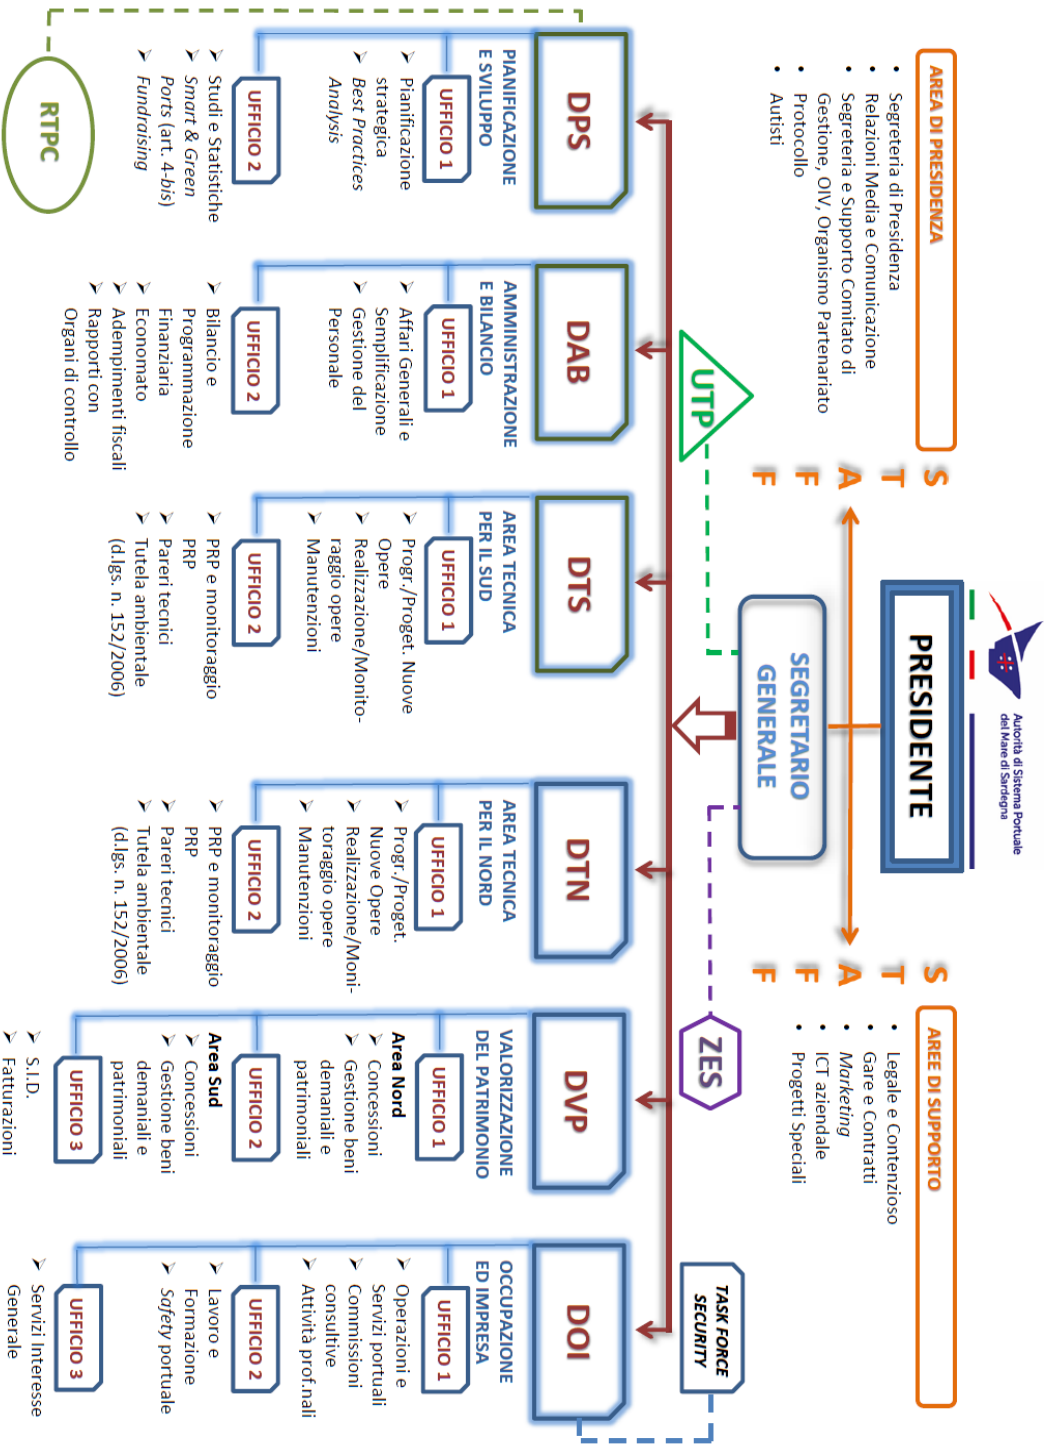 Autorità di Sistema Portuale
del Mare di Sardegna
PRESIDENTE
SEGRETARIO
GENERALE
AREA DI PRESIDENZA
• Segreteria di Presidenza
• Relazioni Media e Comunicazione
• Segreteria e Supporto Comitato di
Gestione, OIV, Organismo Partenariato
• Protocollo
• Autisti
S
T
A
F
F
S
T
A
F
F
AREE DI SUPPORTO
• Legale e Contenzioso
• Gare e Contratti
• Marketing
• ICT aziendale
• Progetti Speciali
UTP
ZES
TASK FORCE
SECURITY
DPS
PIANIFICAZIONE
E SVILUPPO
UFFICIO 1
➢ Pianificazione
strategica
➢ Best Practices
Analysis
UFFICIO 2
➢ Studi e Statistiche
➢ Smart & Green
Ports (art. 4-bis)
➢ Fundraising
RTPC
DAB
AMMINISTRAZIONE
E BILANCIO
UFFICIO 1
➢ Affari Generali e
Semplificazione
➢ Gestione del
Personale
UFFICIO 2
➢ Bilancio e
Programmazione
Finanziaria
➢ Economato
➢ Adempimenti fiscali
➢ Rapporti con
Organi di controllo
DTS
AREA TECNICA
PER IL SUD
UFFICIO 1
➢ Progr./Proget. Nuove
Opere
➢ Realizzazione/Monito-
raggio opere
➢ Manutenzioni
UFFICIO 2
➢ PRP e monitoraggio
PRP
➢ Pareri tecnici
➢ Tutela ambientale
(d.lgs. n. 152/2006)
DTN
AREA TECNICA
PER IL NORD
UFFICIO 1
➢ Progr./Proget.
Nuove Opere
➢ Realizzazione/Moni-
toraggio opere
➢ Manutenzioni
UFFICIO 2
➢ PRP e monitoraggio
PRP
➢ Pareri tecnici
➢ Tutela ambientale
(d.lgs. n. 152/2006)
DVP
VALORIZZAZIONE
DEL PATRIMONIO
UFFICIO 1
Area Nord
➢ Concessioni
➢ Gestione beni
demaniali e
patrimoniali
UFFICIO 2
Area Sud
➢ Concessioni
➢ Gestione beni
demaniali e
patrimoniali
UFFICIO 3
➢ S.I.D.
➢ Fatturazioni
DOI
OCCUPAZIONE
ED IMPRESA
UFFICIO 1
➢ Operazioni e
Servizi portuali
➢ Commissioni
consultive
➢ Attività prof.nali
UFFICIO 2
➢ Lavoro e
Formazione
➢ Safety portuale
UFFICIO 3
➢ Servizi Interesse
Generale